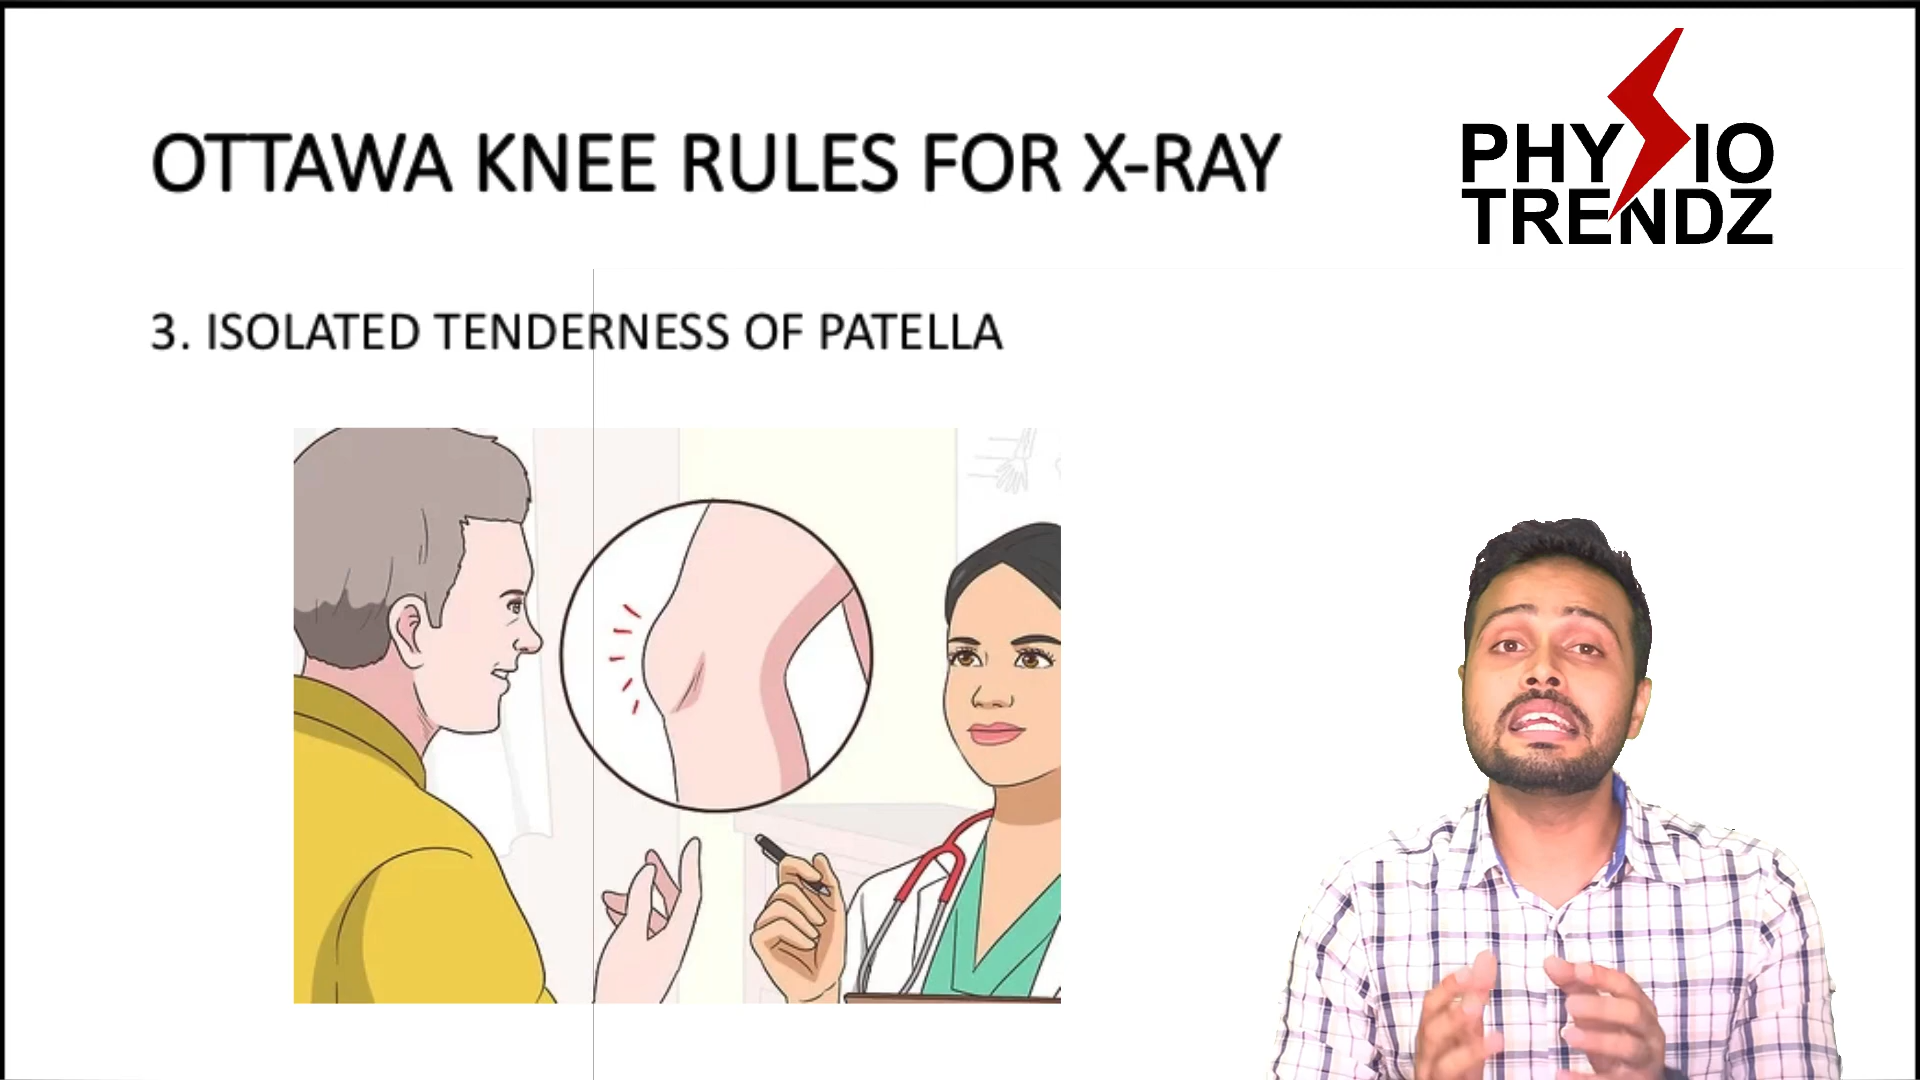 OTTAWA KNEE RULES FOR X-RAY
PHYSIO
TRENDZ
3. ISOLATED TENDERNESS OF PATELLA